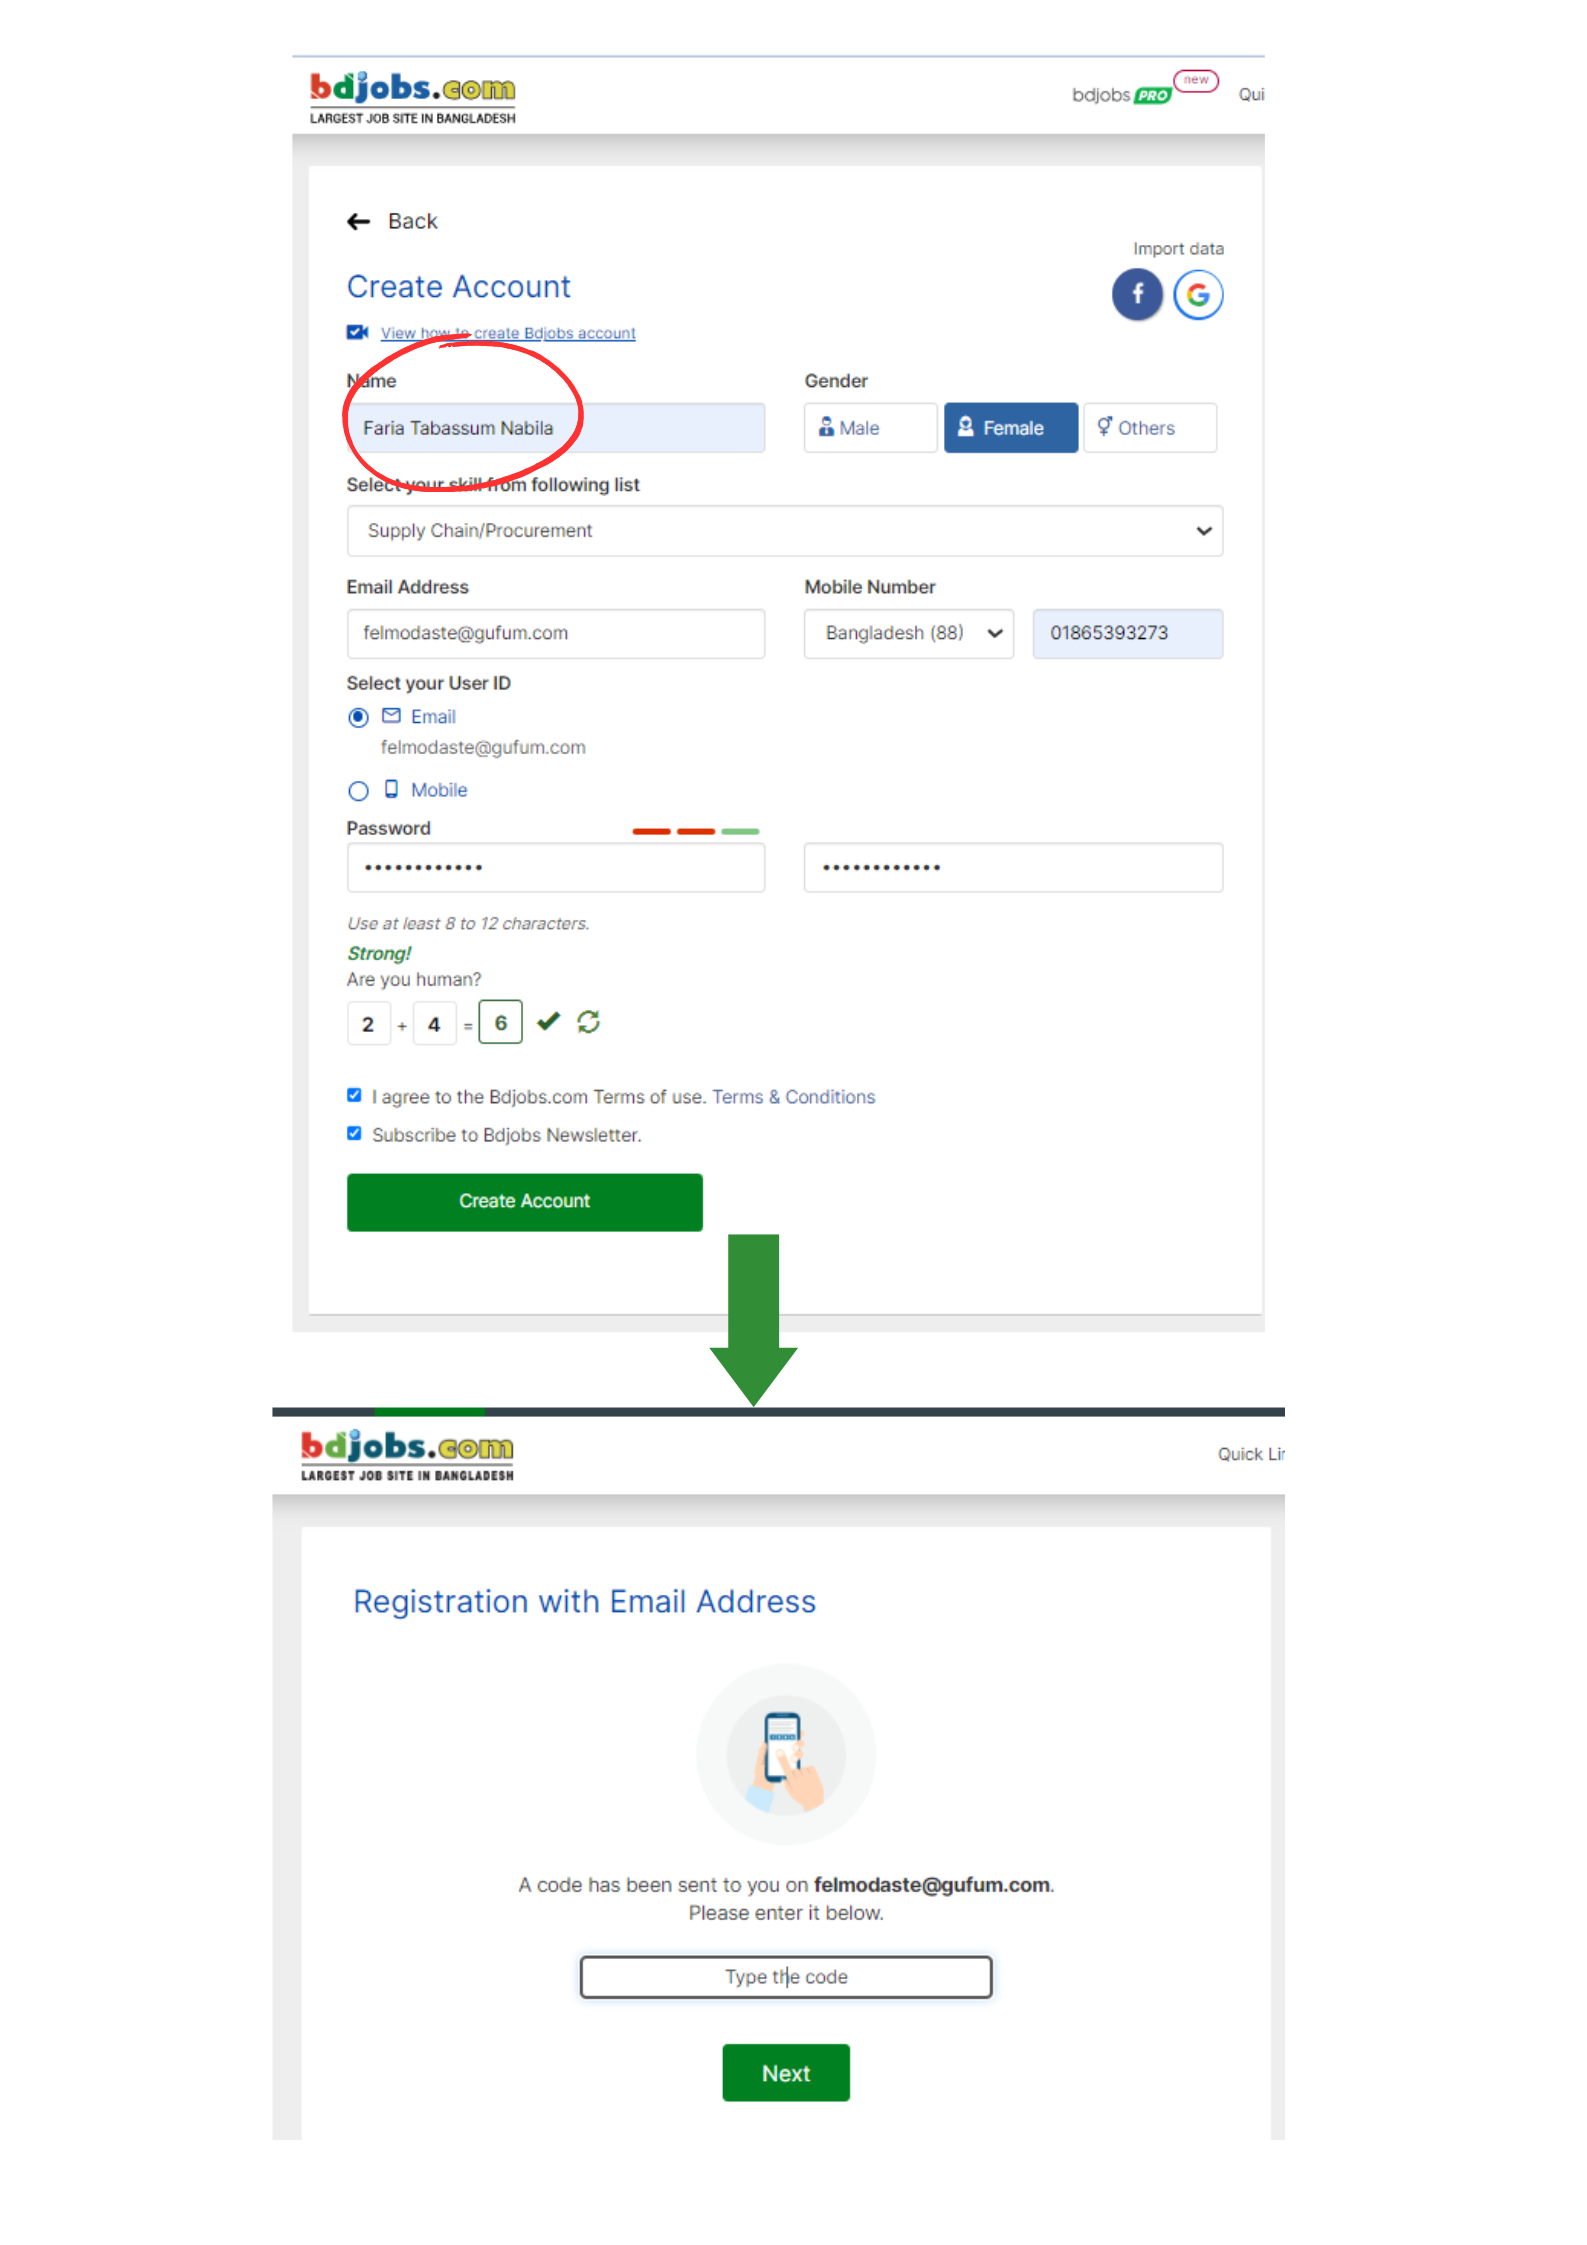 bdjobs.com
LARGEST JOB SITE IN BANGLADESH
bdjobs PRO new Qui
← Back
Import data
Create Account
f G
View how to create Bdjobs account
Name Gender
Faria Tabassum Nabila Male Female Others
Select your skill from following list
Supply Chain/Procurement
Email Address Mobile Number
felmodaste@gufum.com Bangladesh (88) 01865393273
Select your User ID
Email
felmodaste@gufum.com
Mobile
Password
•••••••••••• ••••••••••••
Use at least 8 to 12 characters.
Strong!
Are you human?
2 + 4 = 6
I agree to the Bdjobs.com Terms of use. Terms & Conditions
Subscribe to Bdjobs Newsletter.
Create Account
bdjobs.com
LARGEST JOB SITE IN BANGLADESH
Quick Lin
Registration with Email Address
A code has been sent to you on felmodaste@gufum.com.
Please enter it below.
Type the code
Next